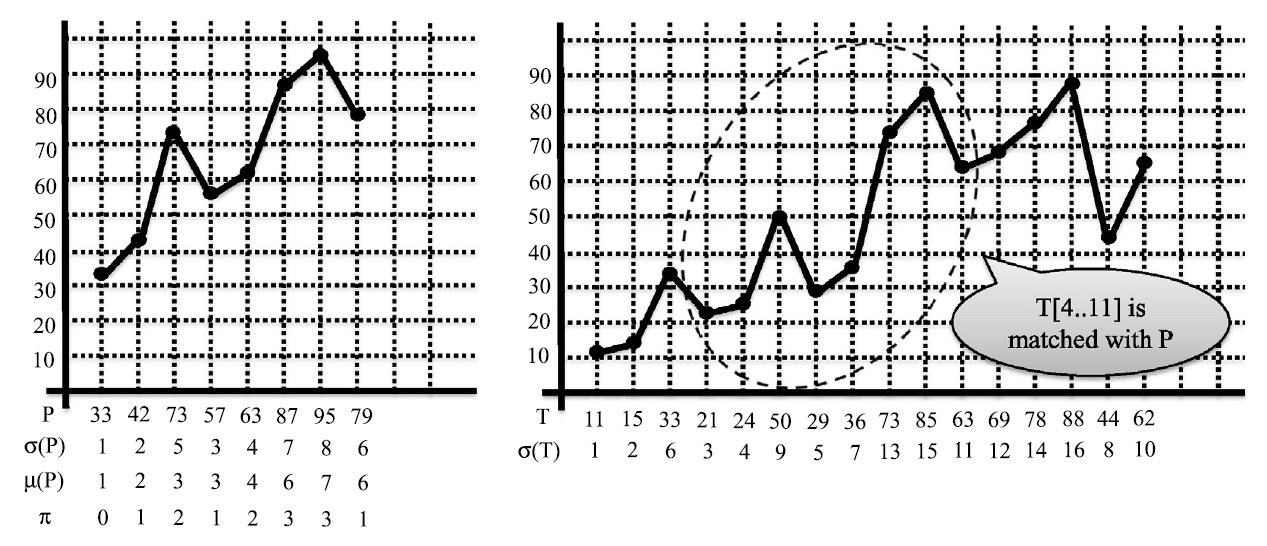 90
80
70
60
50
40
30
20
10
P 33 42 73 57 63 87 95 79
σ(P) 1 2 5 3 4 7 8 6
μ(P) 1 2 3 3 4 6 7 6
π 0 1 2 1 2 3 3 1
90
80
70
60
50
40
30
20
10
T[4..11] is
matched with P
T 11 15 33 21 24 50 29 36 73 85 63 69 78 88 44 62
σ(T) 1 2 6 3 4 9 5 7 13 15 11 12 14 16 8 10